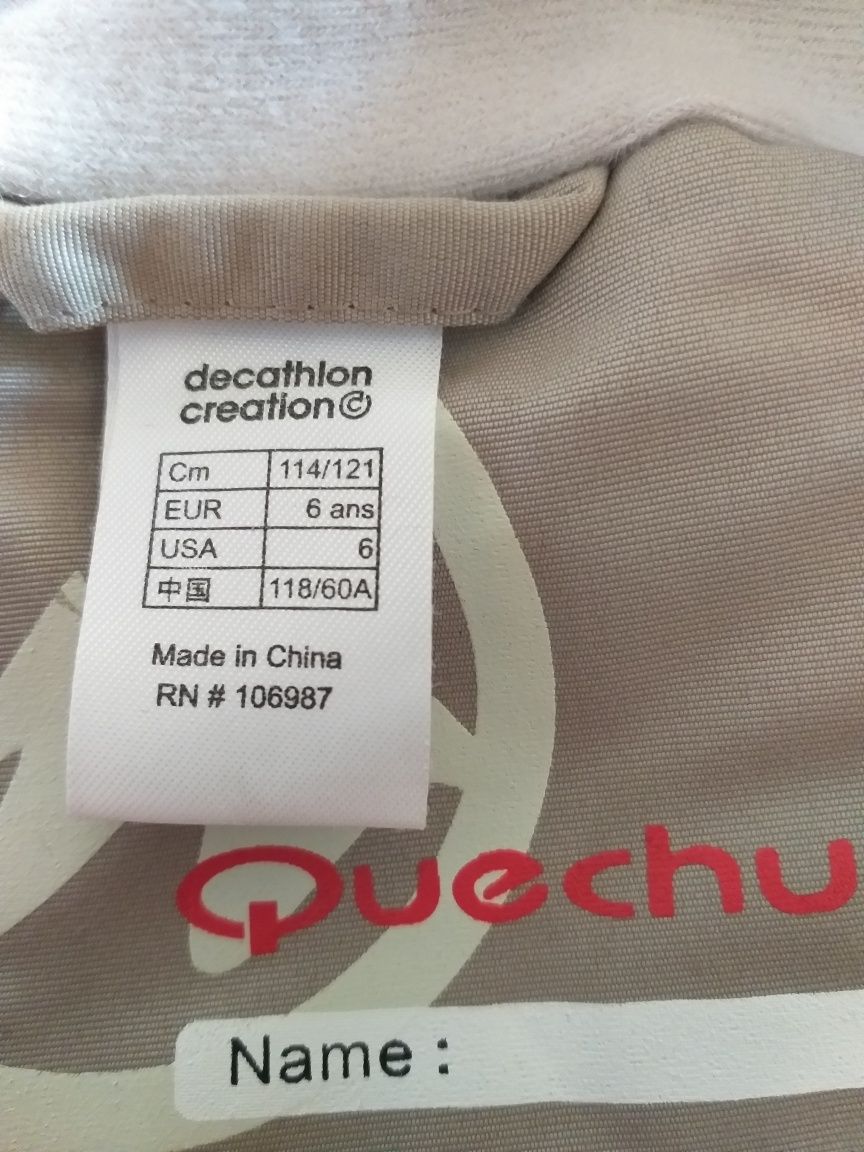 decathlon
creation©
Cm 114/121
EUR 6 ans
USA 6
中国 118/60A
Made in China
RN # 106987
Quechu
Name :